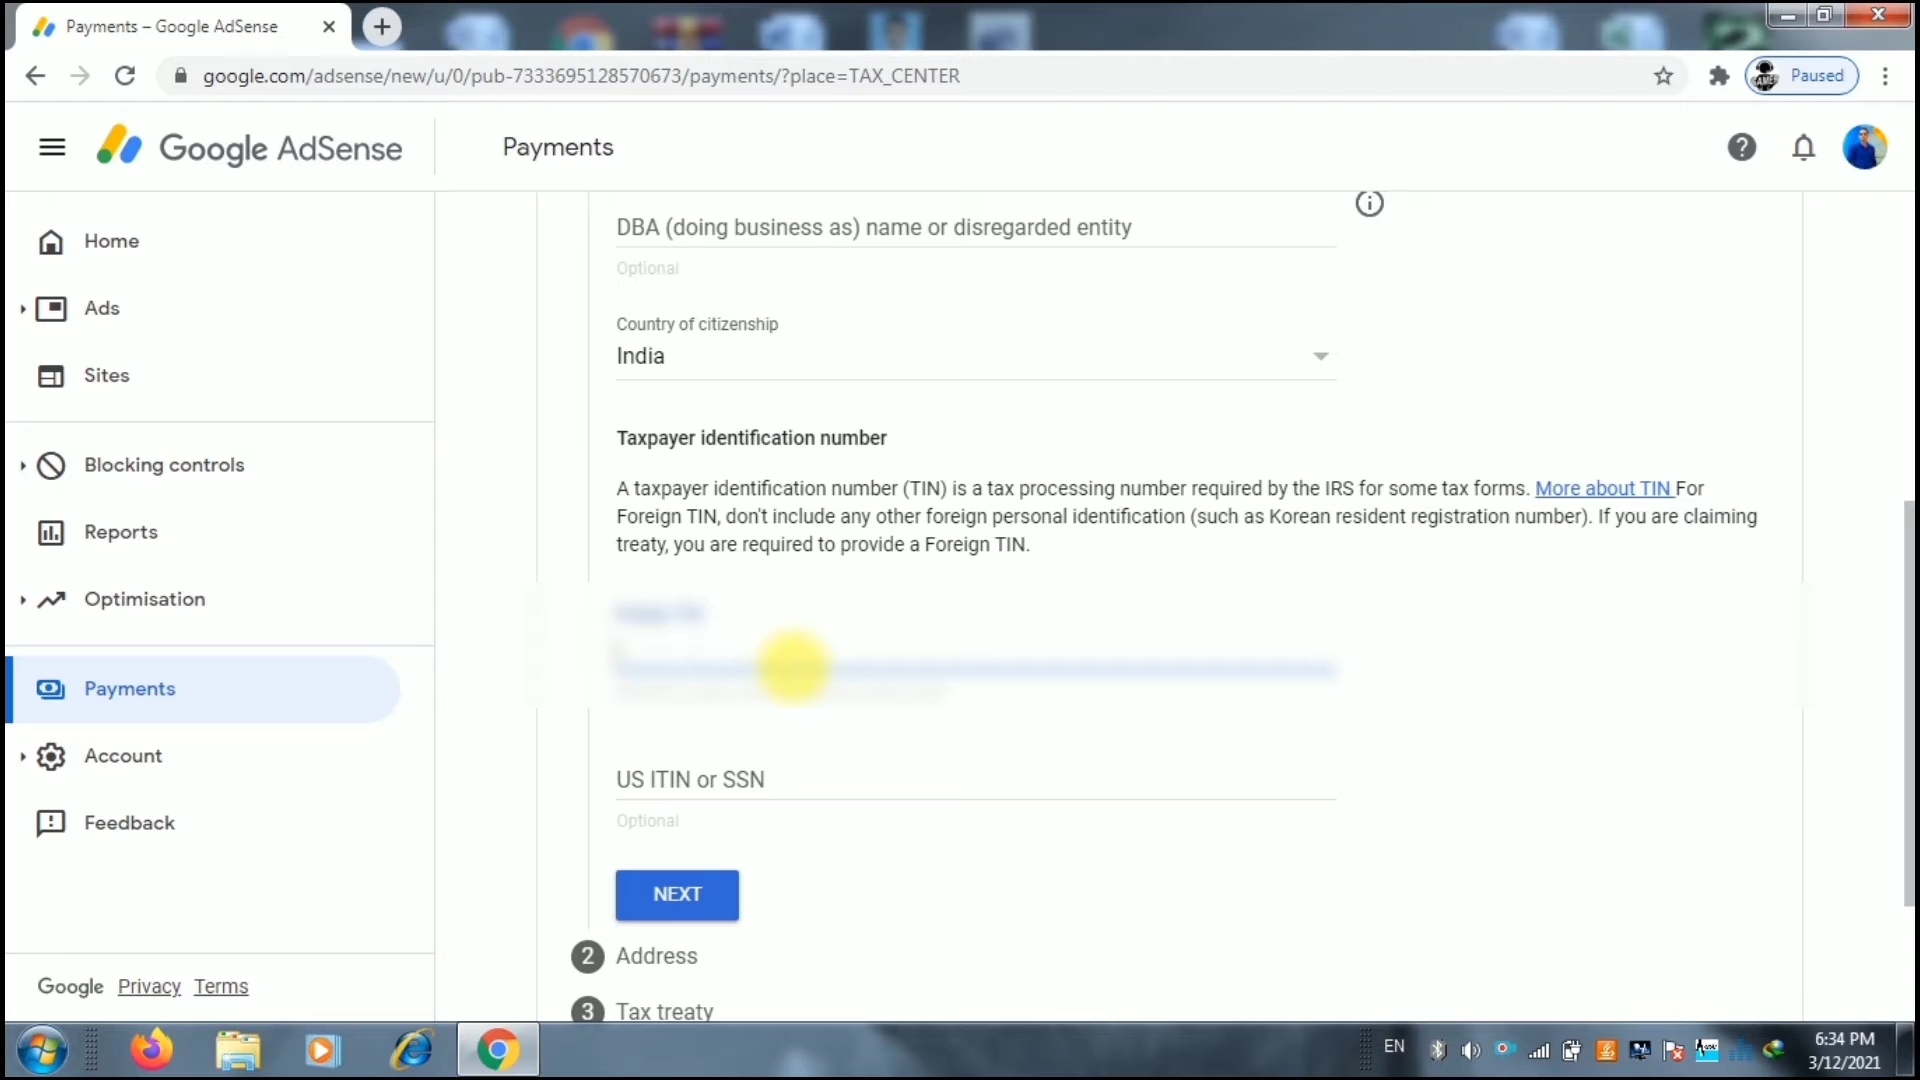 Payments – Google AdSense
google.com/adsense/new/u/0/pub-7333695128570673/payments/?place=TAX_CENTER
Paused
Google AdSense
Payments
Home
Ads
Sites
Blocking controls
Reports
Optimisation
Payments
Account
Feedback
Google Privacy Terms
DBA (doing business as) name or disregarded entity
Optional
Country of citizenship
India
Taxpayer identification number
A taxpayer identification number (TIN) is a tax processing number required by the IRS for some tax forms. More about TIN For
Foreign TIN, don't include any other foreign personal identification (such as Korean resident registration number). If you are claiming
treaty, you are required to provide a Foreign TIN.
US ITIN or SSN
Optional
NEXT
2 Address
3 Tax treaty
EN
6:34 PM
3/12/2021